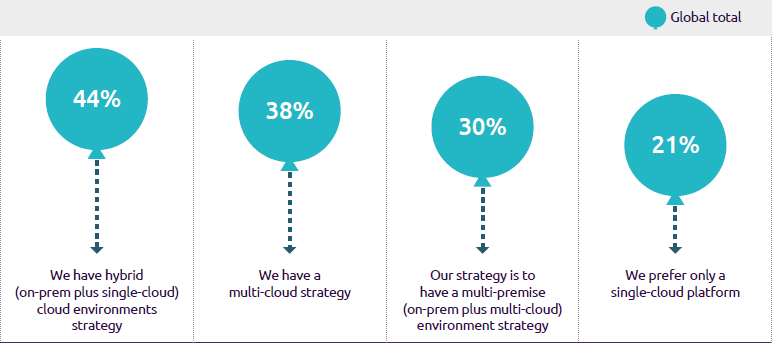 Global total
44%
38%
30%
21%
We have hybrid
(on-prem plus single-cloud)
cloud environments
strategy
We have a
multi-cloud strategy
Our strategy is to
have a multi-premise
(on-prem plus multi-cloud)
environment strategy
We prefer only a
single-cloud platform